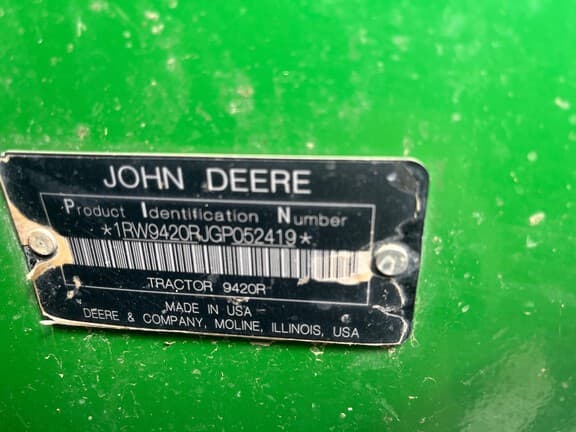 JOHN DEERE
Product Identification Number
*1RW9420RJGP052419*
TRACTOR 9420R
MADE IN USA
DEERE & COMPANY, MOLINE, ILLINOIS, USA